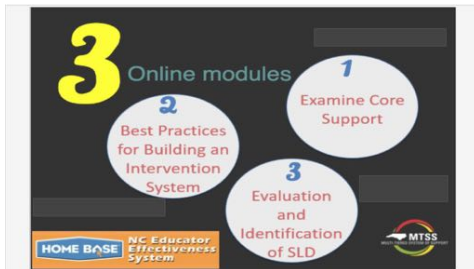 3
Online modules
1
Examine Core
Support
2
Best Practices
for Building an
Intervention
System
3
Evaluation
and
Identification
of SLD
HOME BASE
NC Educator
Effectiveness
System
MTSS